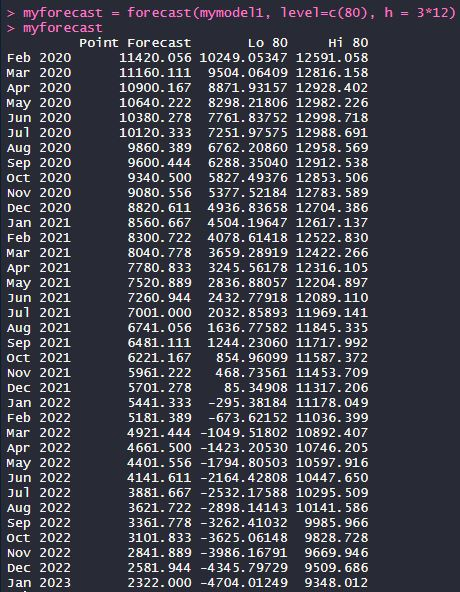 > myforecast = forecast(mymodel1, level=c(80), h = 3*12)
> myforecast
Point Forecast Lo 80 Hi 80
Feb 2020 11420.056 10249.05347 12591.058
Mar 2020 11160.111 9504.06409 12816.158
Apr 2020 10900.167 8871.93157 12928.402
May 2020 10640.222 8298.21806 12982.226
Jun 2020 10380.278 7761.83752 12998.718
Jul 2020 10120.333 7251.97575 12988.691
Aug 2020 9860.389 6762.20860 12958.569
Sep 2020 9600.444 6288.35040 12912.538
Oct 2020 9340.500 5827.49376 12853.506
Nov 2020 9080.556 5377.52184 12783.589
Dec 2020 8820.611 4936.83658 12704.386
Jan 2021 8560.667 4504.19647 12617.137
Feb 2021 8300.722 4078.61418 12522.830
Mar 2021 8040.778 3659.28919 12422.266
Apr 2021 7780.833 3245.56178 12316.105
May 2021 7520.889 2836.88057 12204.897
Jun 2021 7260.944 2432.77918 12089.110
Jul 2021 7001.000 2032.85893 11969.141
Aug 2021 6741.056 1636.77582 11845.335
Sep 2021 6481.111 1244.23060 11717.992
Oct 2021 6221.167 854.96099 11587.372
Nov 2021 5961.222 468.73561 11453.709
Dec 2021 5701.278 85.34908 11317.206
Jan 2022 5441.333 -295.38184 11178.049
Feb 2022 5181.389 -673.62152 11036.399
Mar 2022 4921.444 -1049.51802 10892.407
Apr 2022 4661.500 -1423.20530 10746.205
May 2022 4401.556 -1794.80503 10597.916
Jun 2022 4141.611 -2164.42808 10447.650
Jul 2022 3881.667 -2532.17588 10295.509
Aug 2022 3621.722 -2898.14143 10141.586
Sep 2022 3361.778 -3262.41032 9985.966
Oct 2022 3101.833 -3625.06148 9828.728
Nov 2022 2841.889 -3986.16791 9669.946
Dec 2022 2581.944 -4345.79729 9509.686
Jan 2023 2322.000 -4704.01249 9348.012